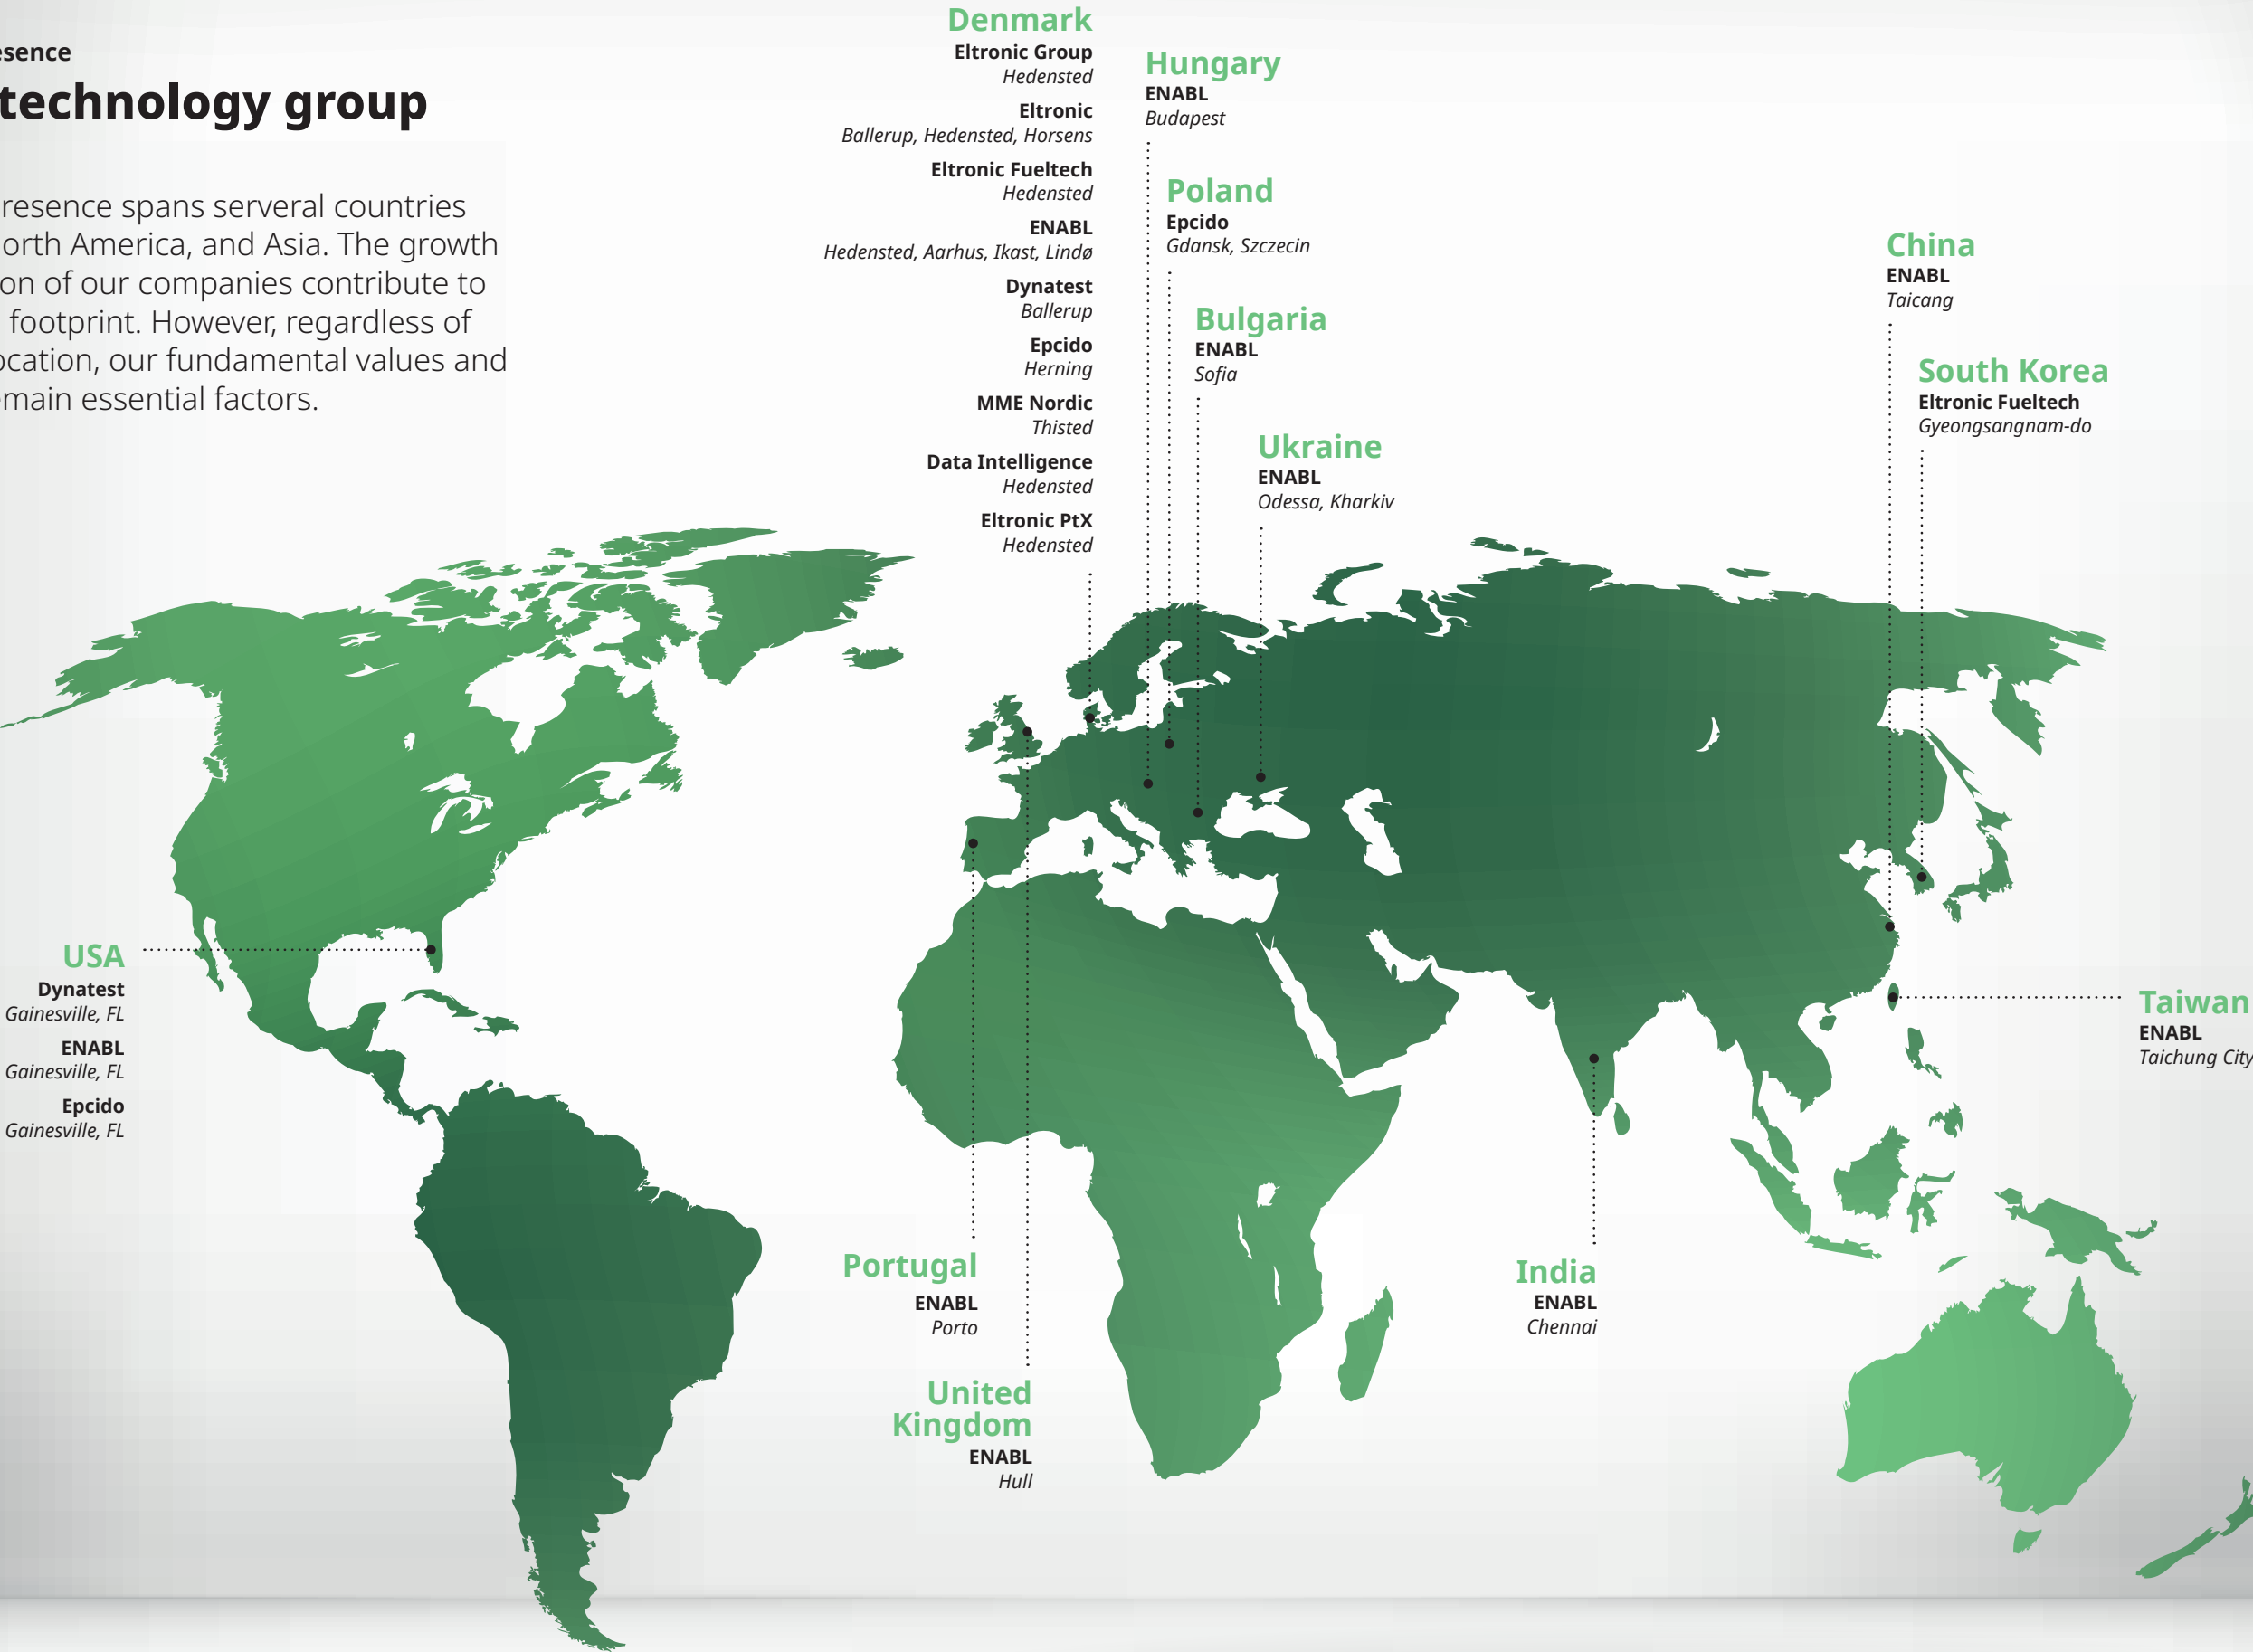 esence
technology group
resence spans serveral countries
orth America, and Asia. The growth
on of our companies contribute to
footprint. However, regardless of
ocation, our fundamental values and
emain essential factors.
Denmark
Eltronic Group
Hedensted
Eltronic
Ballerup, Hedensted, Horsens
Eltronic Fueltech
Hedensted
ENABL
Hedensted, Aarhus, Ikast, Lindø
Dynatest
Ballerup
Epcido
Herning
MME Nordic
Thisted
Data Intelligence
Hedensted
Eltronic PtX
Hedensted
Hungary
ENABL
Budapest
Poland
Epcido
Gdansk, Szczecin
Bulgaria
ENABL
Sofia
Ukraine
ENABL
Odessa, Kharkiv
China
ENABL
Taicang
South Korea
Eltronic Fueltech
Gyeongsangnam-do
USA
Dynatest
Gainesville, FL
ENABL
Gainesville, FL
Epcido
Gainesville, FL
Taiwan
ENABL
Taichung City
Portugal
ENABL
Porto
United
Kingdom
ENABL
Hull
India
ENABL
Chennai